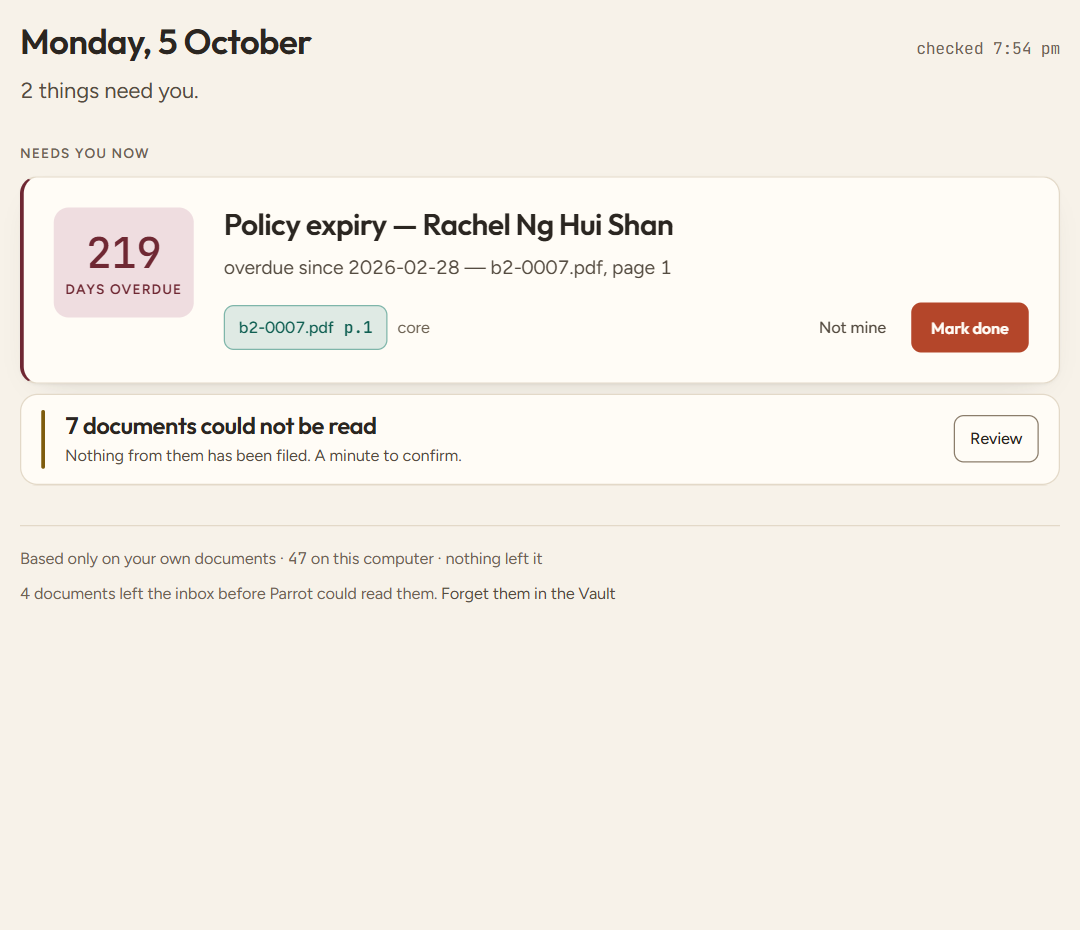 Monday, 5 October
checked 7:54 pm
2 things need you.
NEEDS YOU NOW
219
DAYS OVERDUE
Policy expiry — Rachel Ng Hui Shan
overdue since 2026-02-28 — b2-0007.pdf, page 1
b2-0007.pdf p.1 core
Not mine
Mark done
7 documents could not be read
Nothing from them has been filed. A minute to confirm.
Review
Based only on your own documents · 47 on this computer · nothing left it
4 documents left the inbox before Parrot could read them. Forget them in the Vault